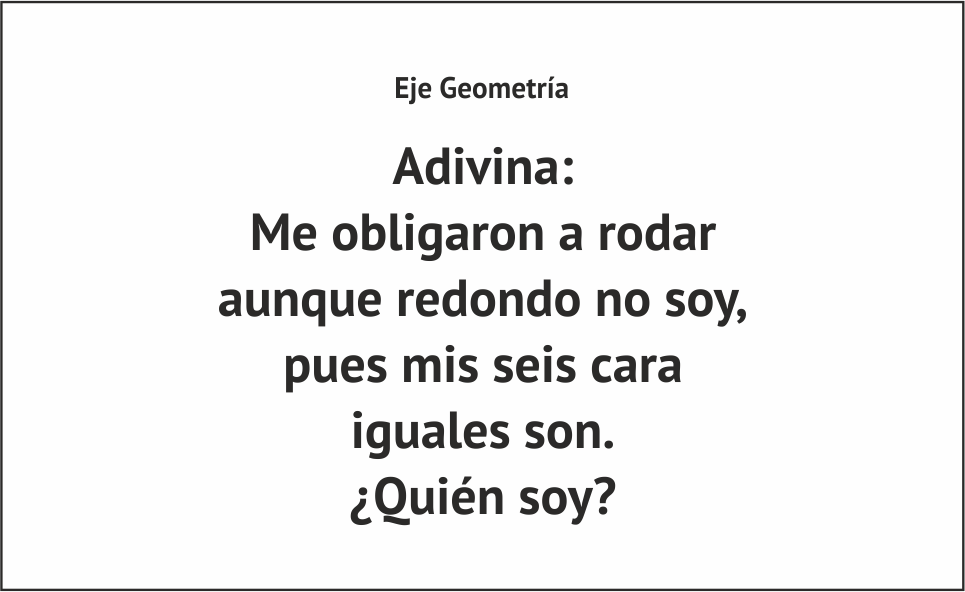 Eje Geometría
Adivina:
Me obligaron a rodar
aunque redondo no soy,
pues mis seis cara
iguales son.
¿Quién soy?